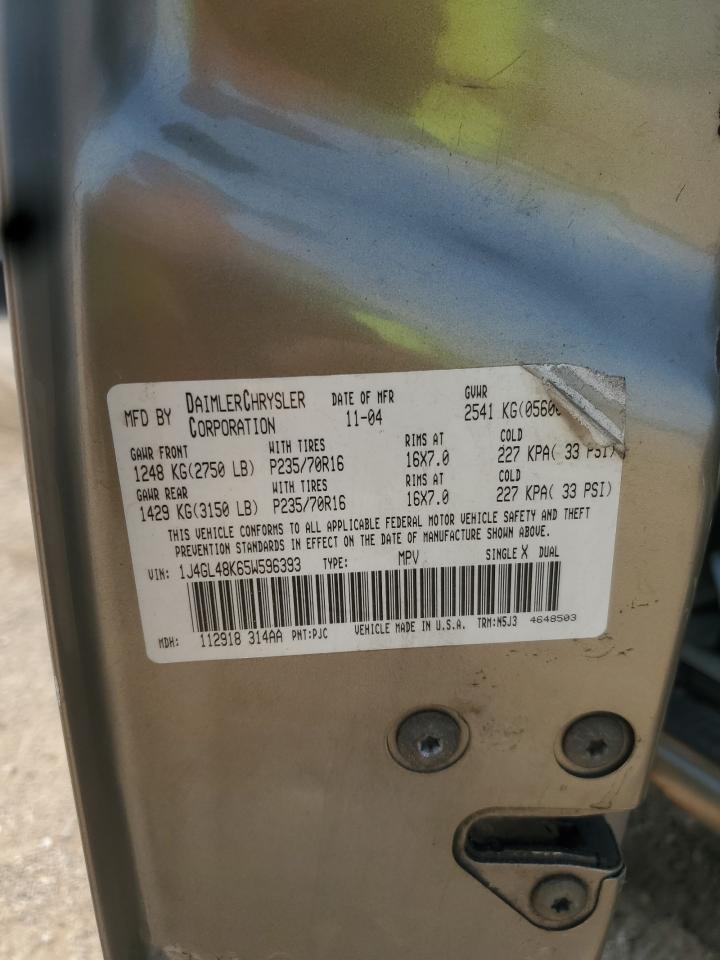 MFD BY DAIMLERCHRYSLER CORPORATION DATE OF MFR 11-04 GVWR 2541 KG(0560
GAWR FRONT WITH TIRES RIMS AT COLD
1248 KG(2750 LB) P235/70R16 16X7.0 227 KPA( 33 PSI)
GAWR REAR WITH TIRES RIMS AT COLD
1429 KG(3150 LB) P235/70R16 16X7.0 227 KPA( 33 PSI)
THIS VEHICLE CONFORMS TO ALL APPLICABLE FEDERAL MOTOR VEHICLE SAFETY AND THEFT
PREVENTION STANDARDS IN EFFECT ON THE DATE OF MANUFACTURE SHOWN ABOVE.
VIN: 1J4GL48K65W596393 TYPE: MPV SINGLE X DUAL
MDH: 112918 314AA PNT:PJC VEHICLE MADE IN U.S.A. TRM:N5J3 4648503